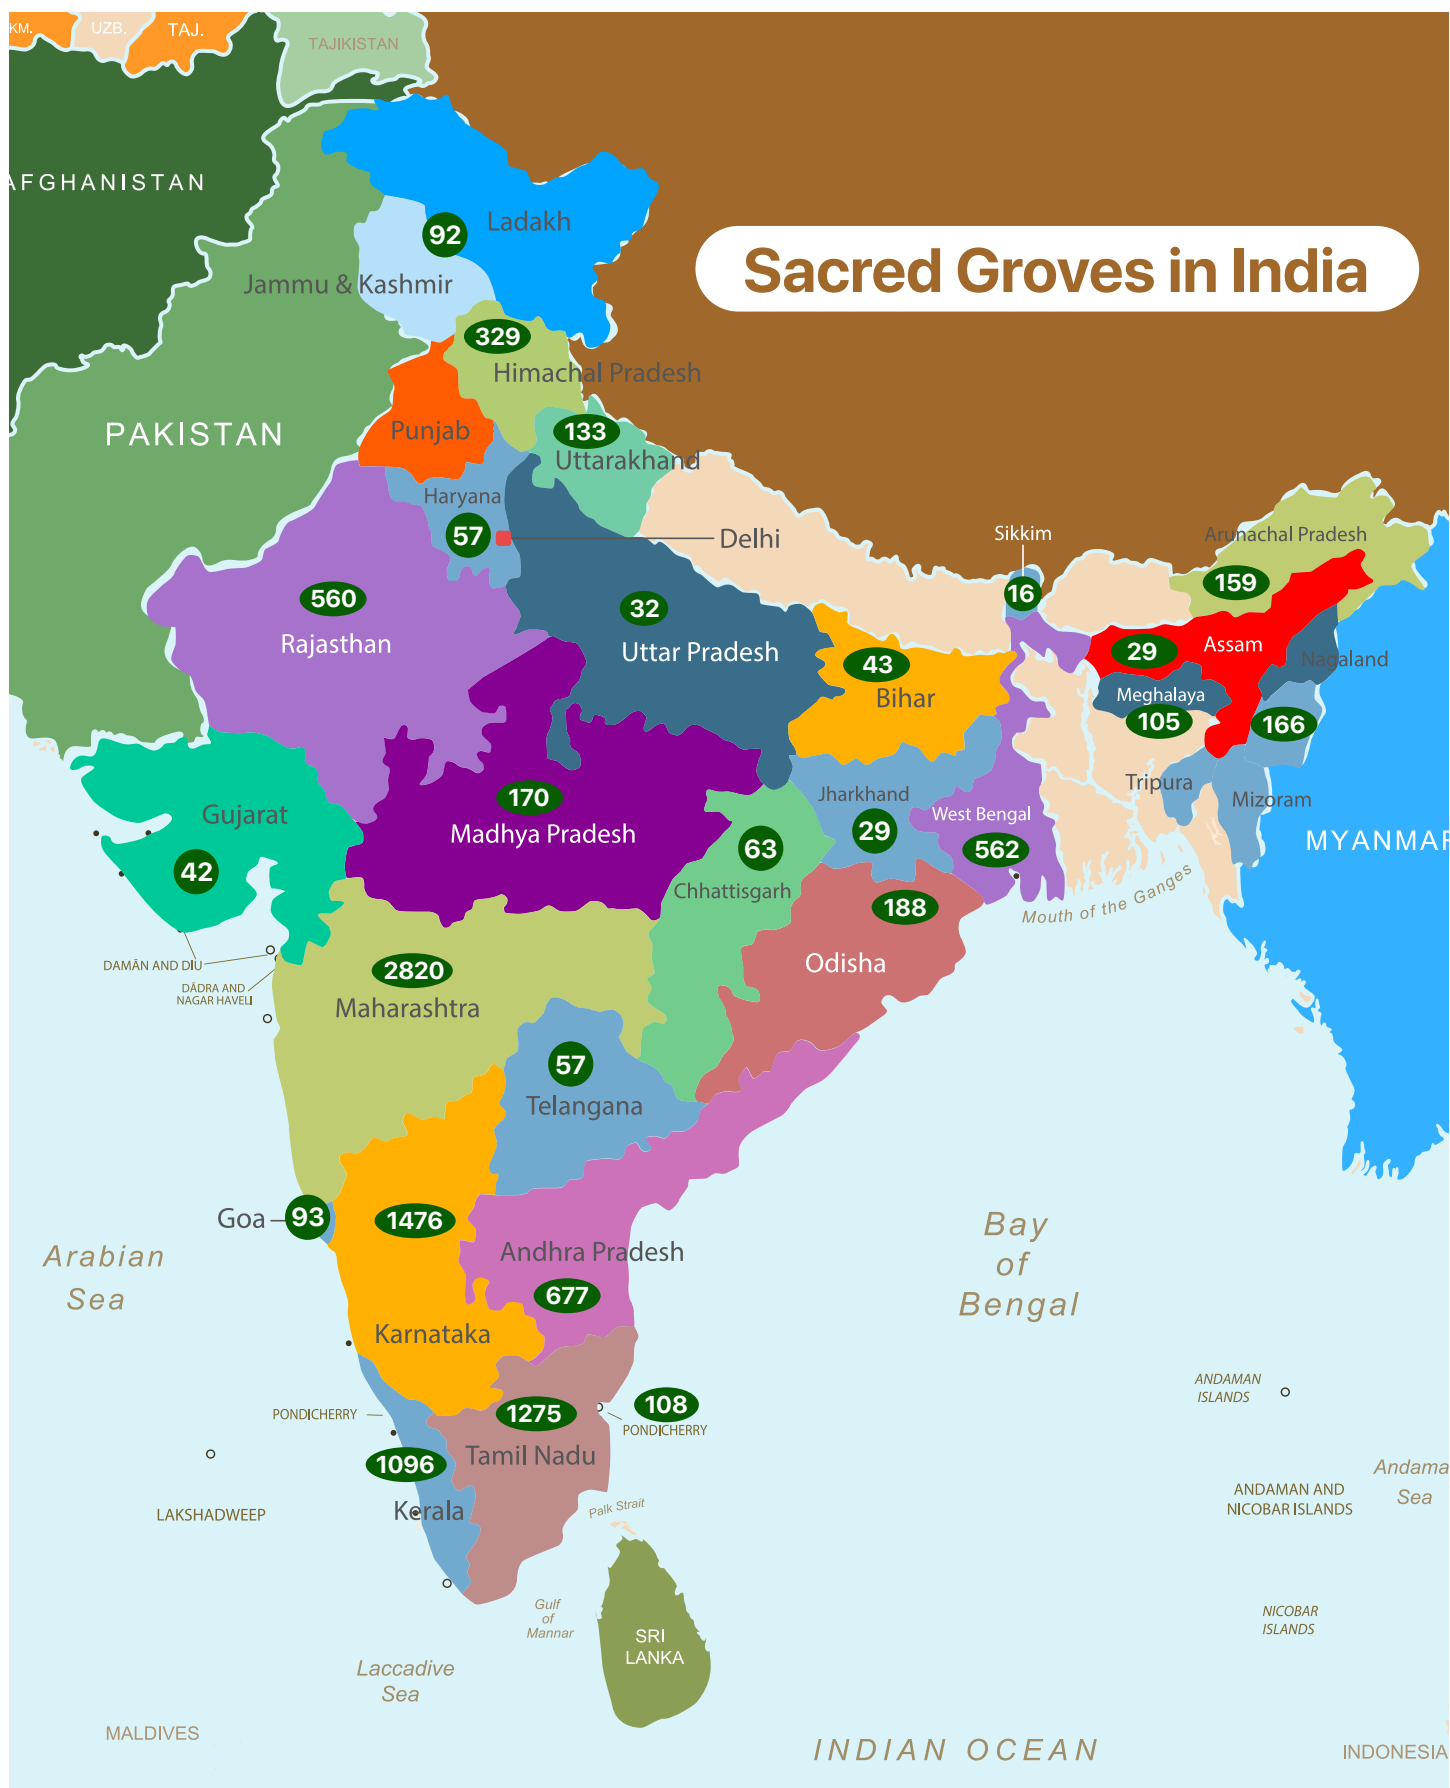 KM.
UZB.
TAJ.
TAJIKISTAN
AFGHANISTAN
Ladakh
92
Jammu & Kashmir
Sacred Groves in India
329
Himachal Pradesh
PAKISTAN
Punjab
133
Uttarakhand
Haryana
57
Delhi
Sikkim
16
Arunachal Pradesh
159
560
Rajasthan
32
Uttar Pradesh
43
Bihar
29
Assam
Nagaland
Meghalaya
105
166
Tripura
Mizoram
MYANMAR
Gujarat
42
170
Madhya Pradesh
63
Chhattisgarh
Jharkhand
29
West Bengal
562
Mouth of the Ganges
188
Odisha
DAMĀN AND DIU
DĀDRA AND
NAGAR HAVELI
2820
Maharashtra
57
Telangana
Goa
93
1476
Karnataka
Andhra Pradesh
677
Arabian
Sea
Bay
of
Bengal
PONDICHERRY
1275
Tamil Nadu
108
PONDICHERRY
1096
Kerala
LAKSHADWEEP
Palk Strait
ANDAMAN
ISLANDS
Andama
Sea
ANDAMAN AND
NICOBAR ISLANDS
NICOBAR
ISLANDS
Gulf
of
Mannar
SRI
LANKA
Laccadive
Sea
MALDIVES
INDIAN OCEAN
INDONESIA